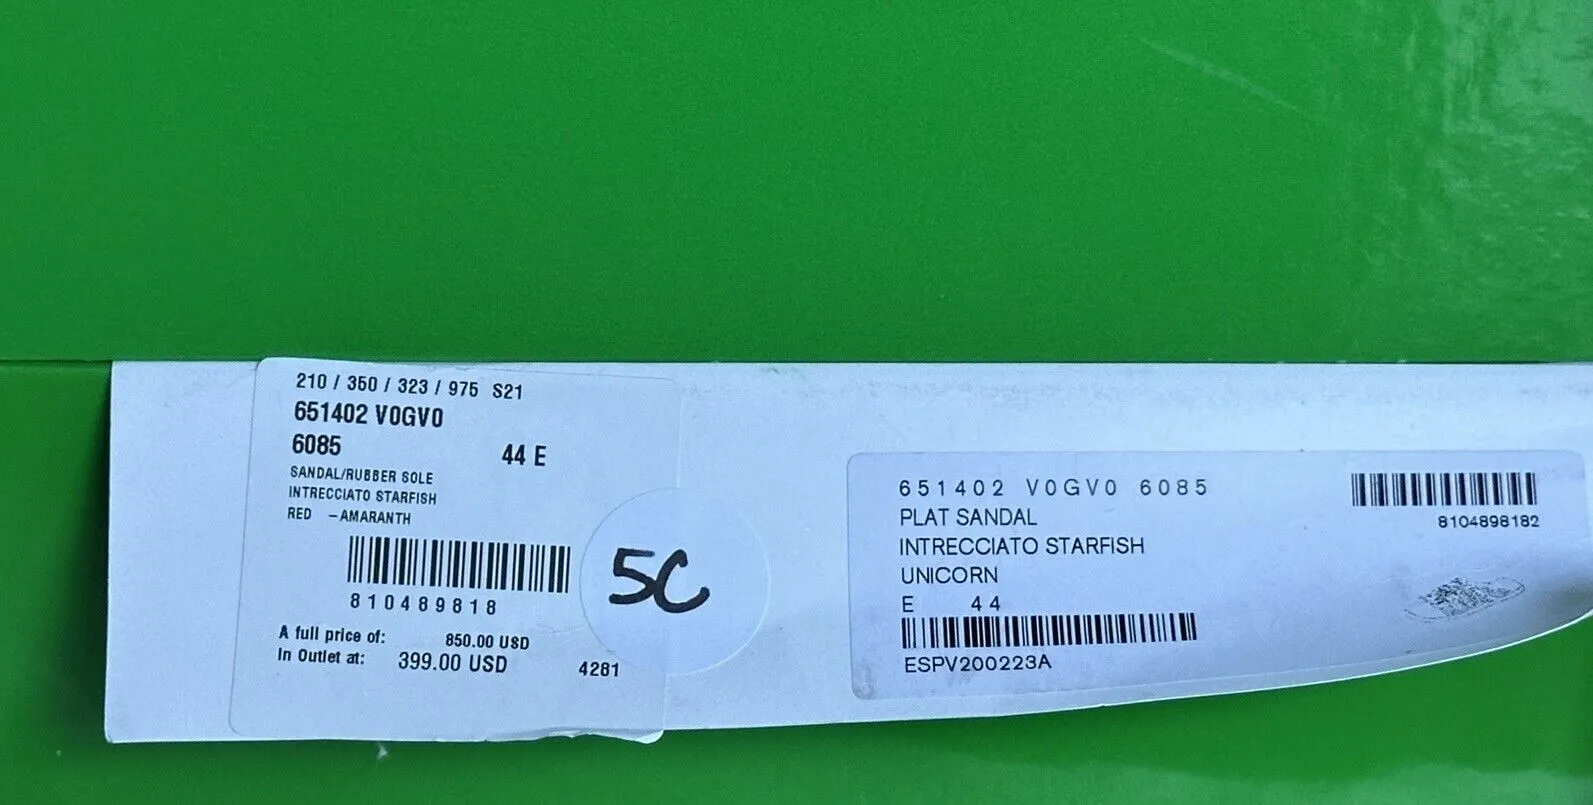 210 / 350 / 323 / 975 S21
651402 V0GV0
6085
44 E
SANDAL/RUBBER SOLE
INTRECCIATO STARFISH
RED -AMARANTH
810489818
A full price of: 850.00 USD
In Outlet at: 399.00 USD
4281
5C
651402 V0GV0 6085
PLAT SANDAL
INTRECCIATO STARFISH
UNICORN
E 44
ESPV200223A
8104898182